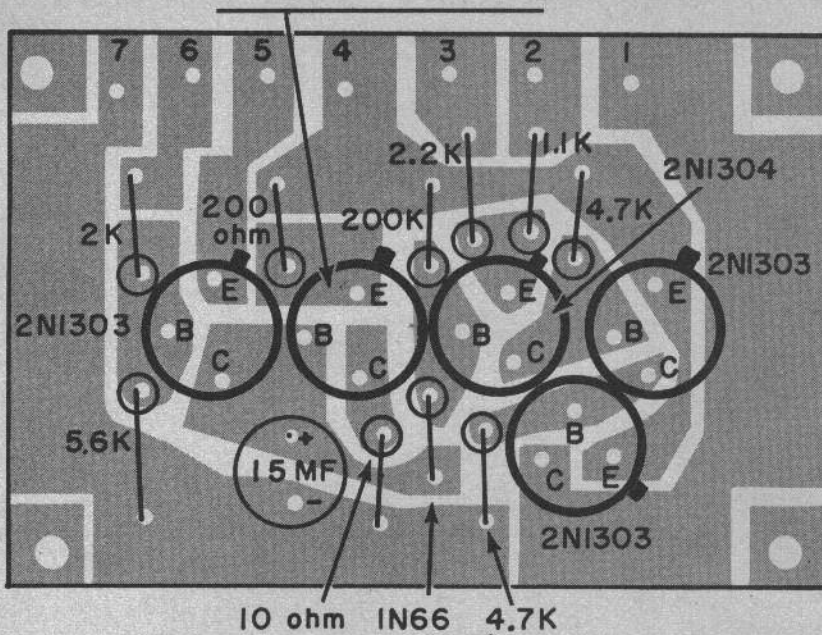 7 6 5 4 3 2 1
2.2K 1.1K
2N1304
200
ohm
200K
4.7K
2K
2N1303
E E E E
2N1303
B B B B
C C C C
5.6K
+
15 MF
-
B
C E
2N1303
10 ohm 1N66 4.7K